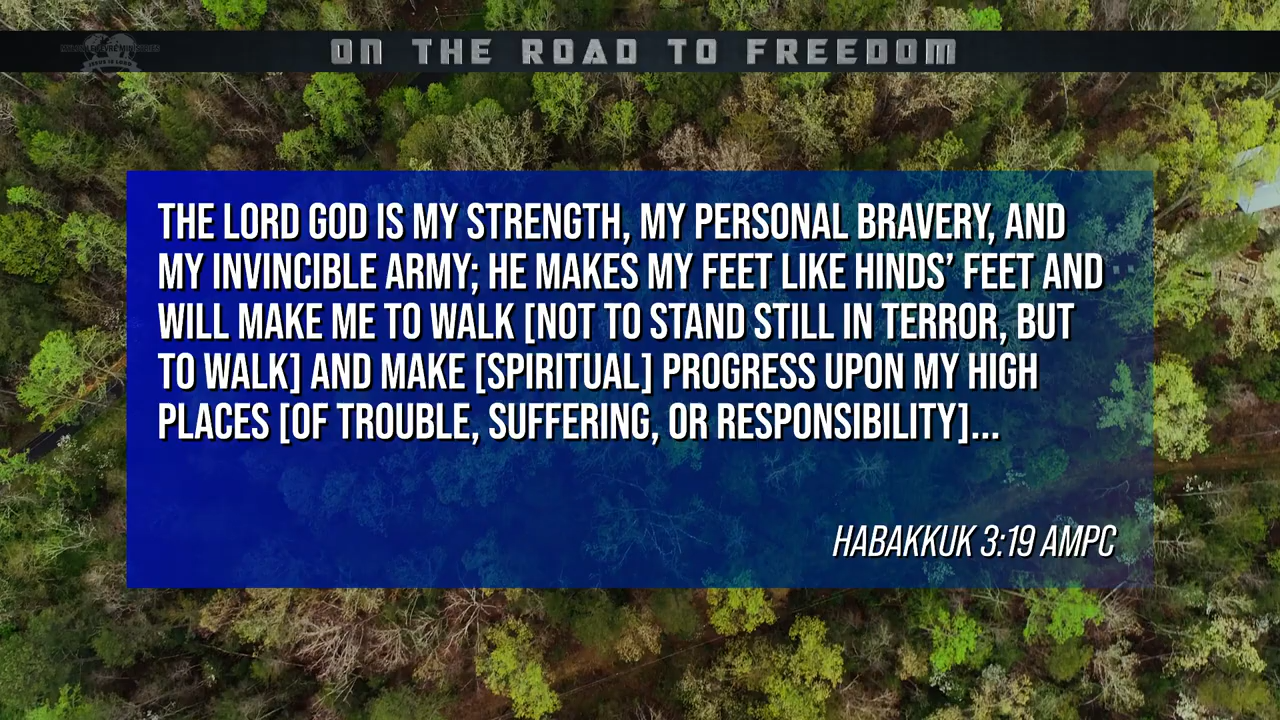 ON THE ROAD TO FREEDOM
JESUS IS LORD
THE LORD GOD IS MY STRENGTH, MY PERSONAL BRAVERY, AND
MY INVINCIBLE ARMY; HE MAKES MY FEET LIKE HINDS’ FEET AND
WILL MAKE ME TO WALK [NOT TO STAND STILL IN TERROR, BUT
TO WALK] AND MAKE [SPIRITUAL] PROGRESS UPON MY HIGH
PLACES [OF TROUBLE, SUFFERING, OR RESPONSIBILITY]...
HABAKKUK 3:19 AMPC